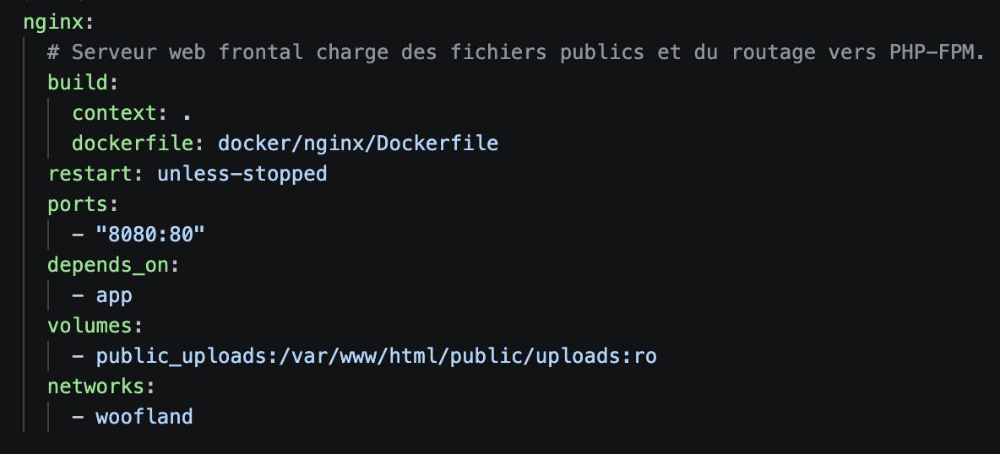 nginx:
# Serveur web frontal charge des fichiers publics et du routage vers PHP-FPM.
build:
context: .
dockerfile: docker/nginx/Dockerfile
restart: unless-stopped
ports:
- "8080:80"
depends_on:
- app
volumes:
- public_uploads:/var/www/html/public/uploads:ro
networks:
- woofland